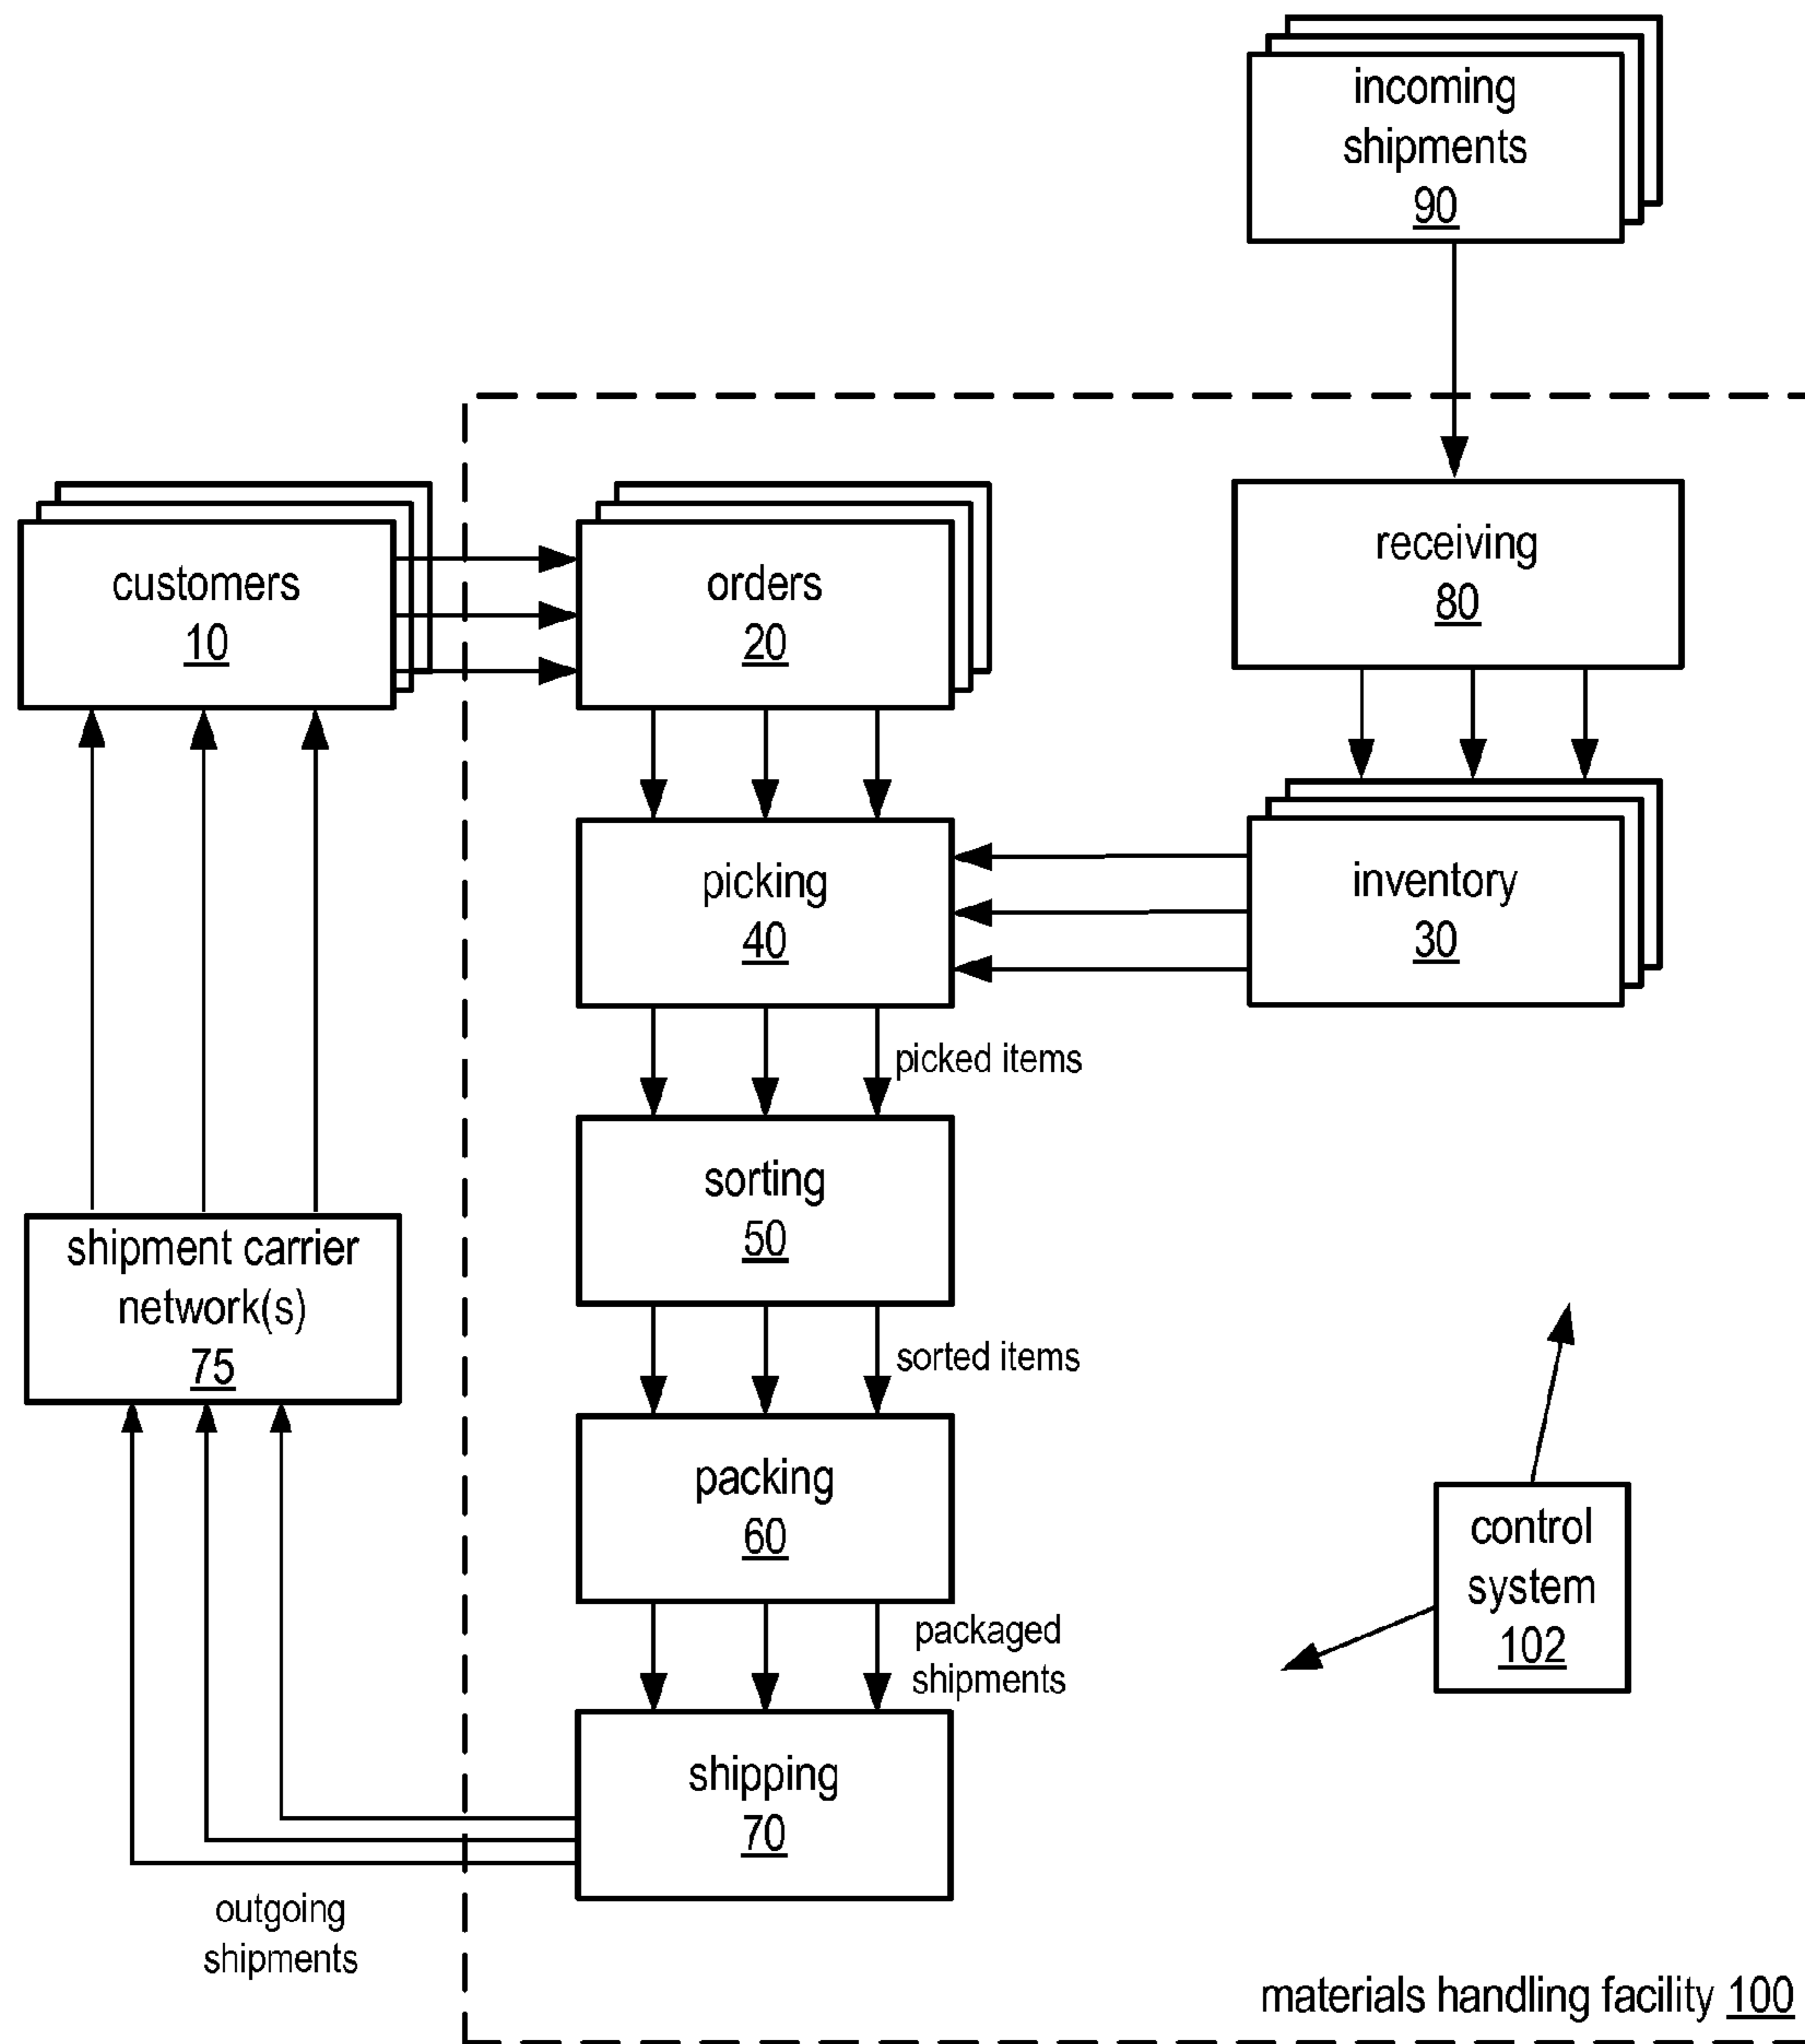 incoming
shipments
90
customers
10
orders
20
receiving
80
picking
40
inventory
30
picked items
sorting
50
shipment carrier
network(s)
75
sorted items
packing
60
control
system
102
packaged
shipments
shipping
70
outgoing
shipments
materials handling facility 100